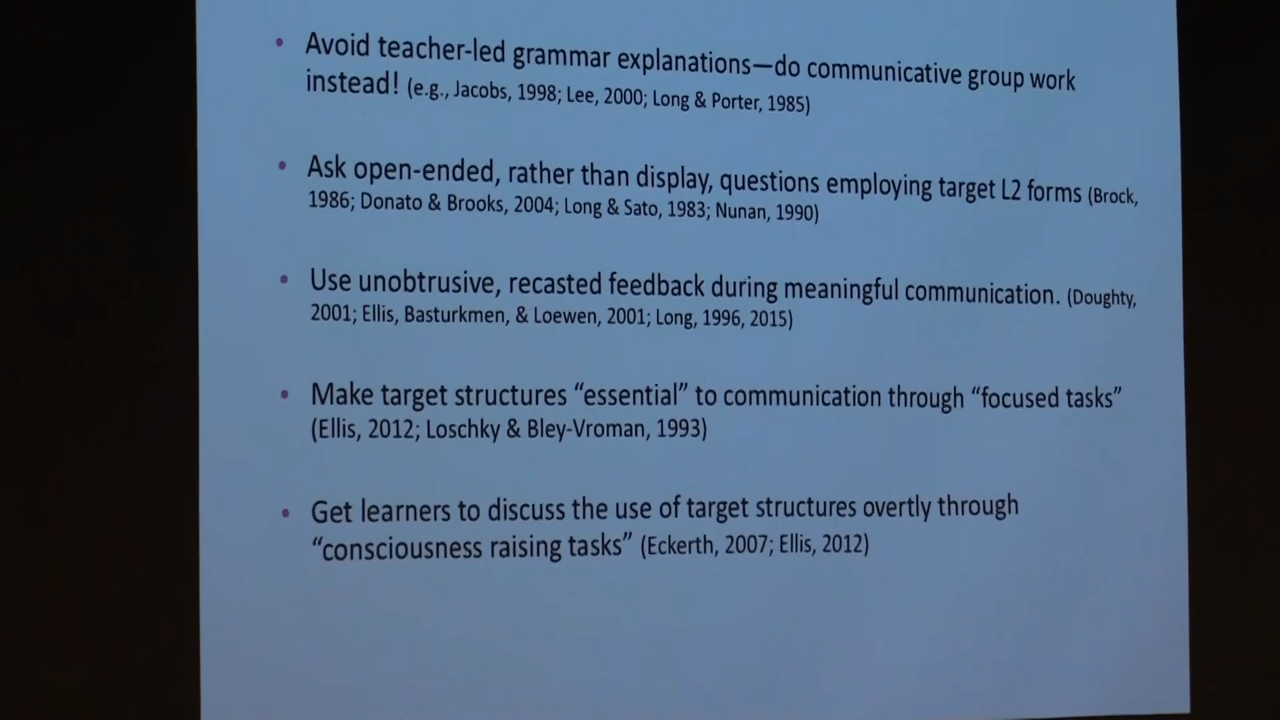 • Avoid teacher-led grammar explanations—do communicative group work
instead! (e.g., Jacobs, 1998; Lee, 2000; Long & Porter, 1985)
• Ask open-ended, rather than display, questions employing target L2 forms (Brock,
1986; Donato & Brooks, 2004; Long & Sato, 1983; Nunan, 1990)
• Use unobtrusive, recasted feedback during meaningful communication. (Doughty,
2001; Ellis, Basturkmen, & Loewen, 2001; Long, 1996, 2015)
• Make target structures “essential” to communication through “focused tasks”
(Ellis, 2012; Loschky & Bley-Vroman, 1993)
• Get learners to discuss the use of target structures overtly through
“consciousness raising tasks” (Eckerth, 2007; Ellis, 2012)